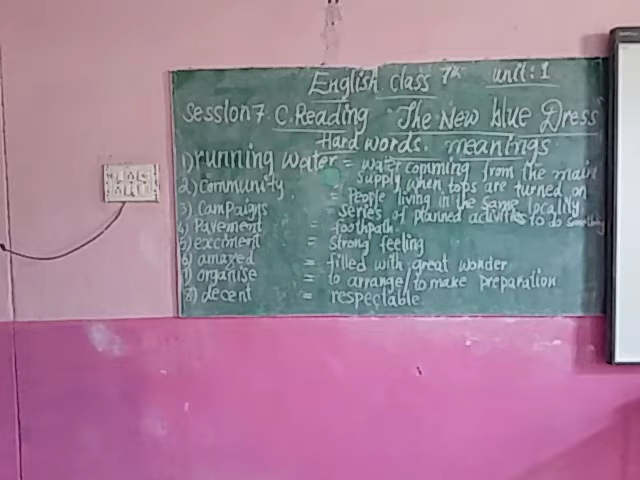 English class 7th unit: 1
Session 7. C. Reading "The New blue Dress"
Hard words. meanings
1) running water = water comming from the main
supply when tops are turned on
2) Community = People living in the same locality
3) Campaigns = series of planned activities to do something
4) Pavement = footpath
5) exciment = strong feeling
6) amazed = filled with great wonder
7) organise = to arrange/to make preparation
8) decent = respectable